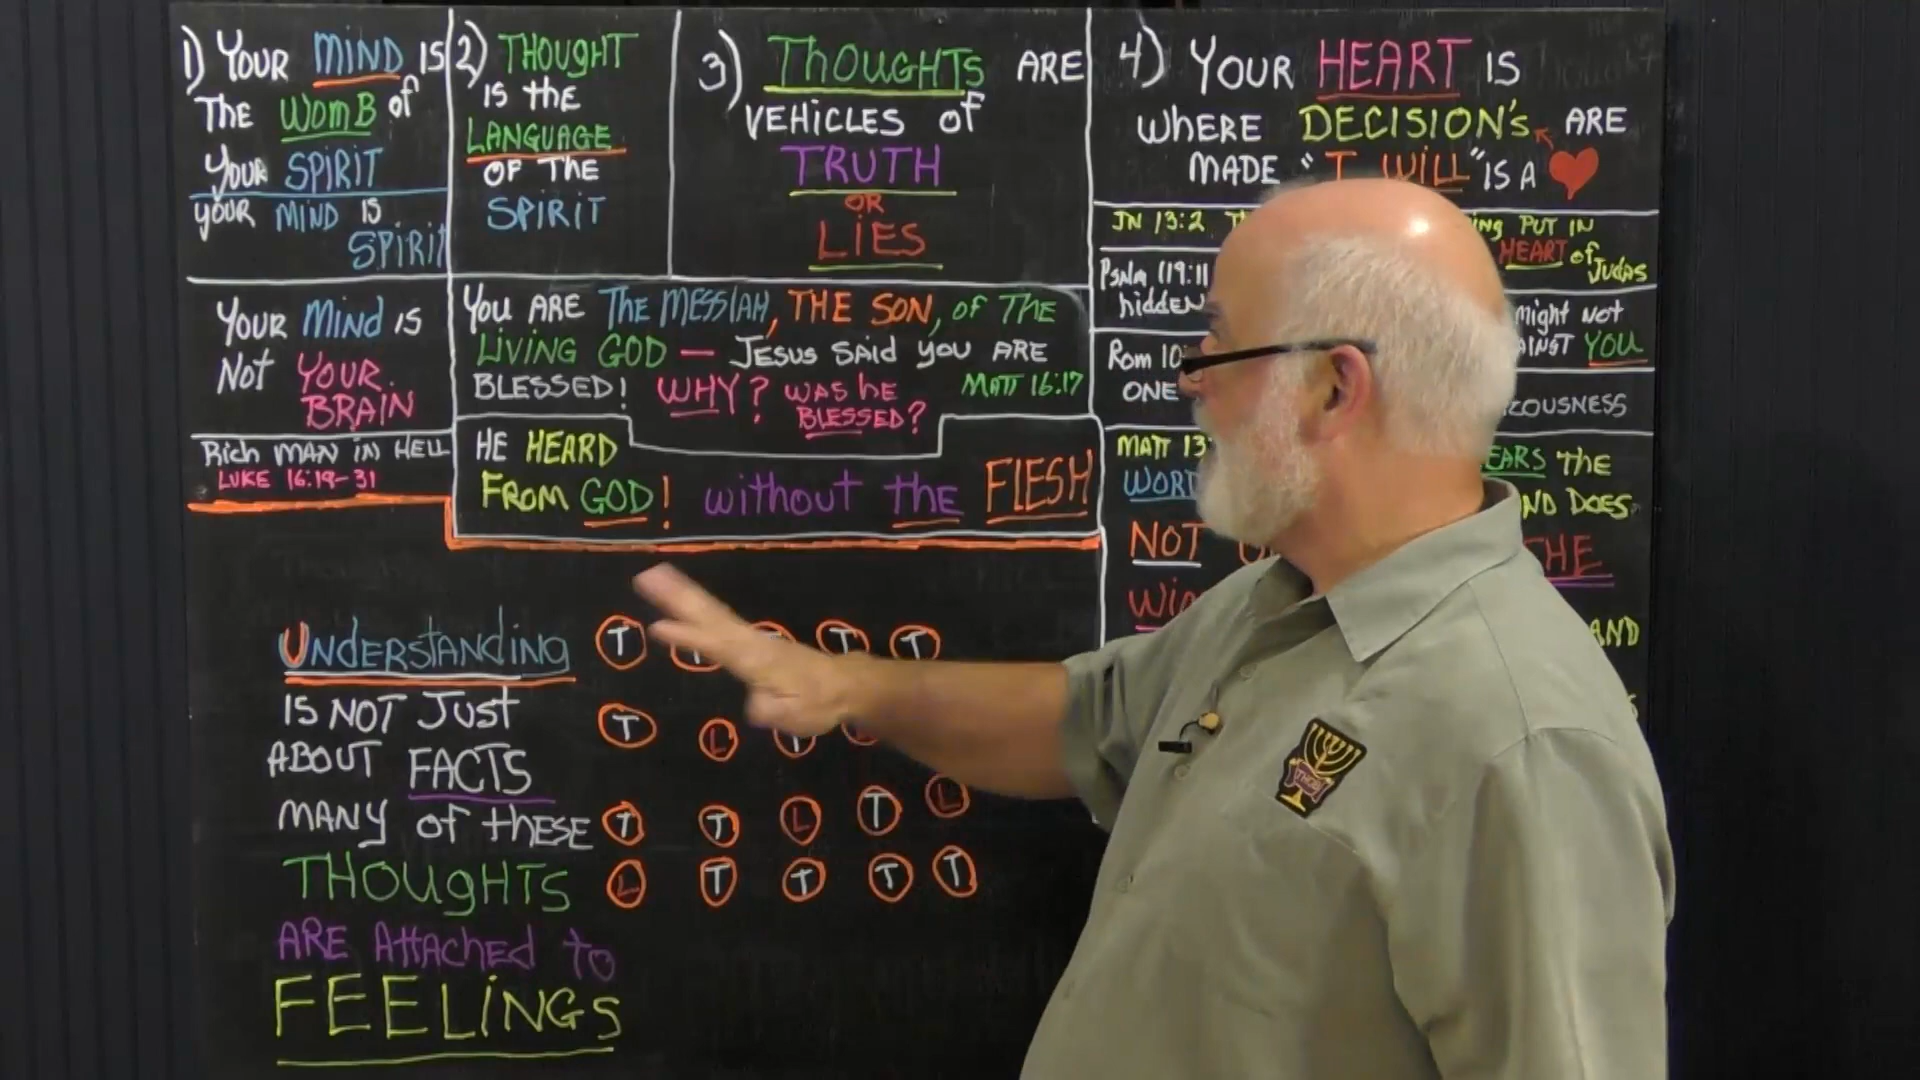 1) YOUR MIND IS
THE WOMB of
YOUR SPIRIT
YOUR MIND IS
SPIRIT
YOUR MIND IS
NOT YOUR
BRAIN
Rich MAN IN HELL
LUKE 16:19-31
2) THOUGHT
IS the
LANGUAGE
OF THE
SPIRIT
3) THOUGHTS ARE
VEHICLES of
TRUTH
OR
LIES
YOU ARE THE MESSIAH, THE SON, of THE
LIVING GOD — JESUS SAID YOU ARE
BLESSED! WHY? WAS HE
BLESSED?
MATT 16:17
HE HEARD
FROM GOD! without the FLESH
4) YOUR HEART IS
WHERE DECISION'S ARE
MADE "I WILL" IS A
JN 13:2
ing PUT IN
HEART of
JUDAS
PSALM 119:11
hidden
might Not
YOU
Rom 10
ONE
MATT 13
WORD
THE
ND DOES
NOT
THE
AND
UNDERSTANDING
IS NOT JUST
ABOUT FACTS
MANY of these
THOUGHTS
ARE Attached to
FEELINGS
T T T T
T L T
T T L T L
L T T T T